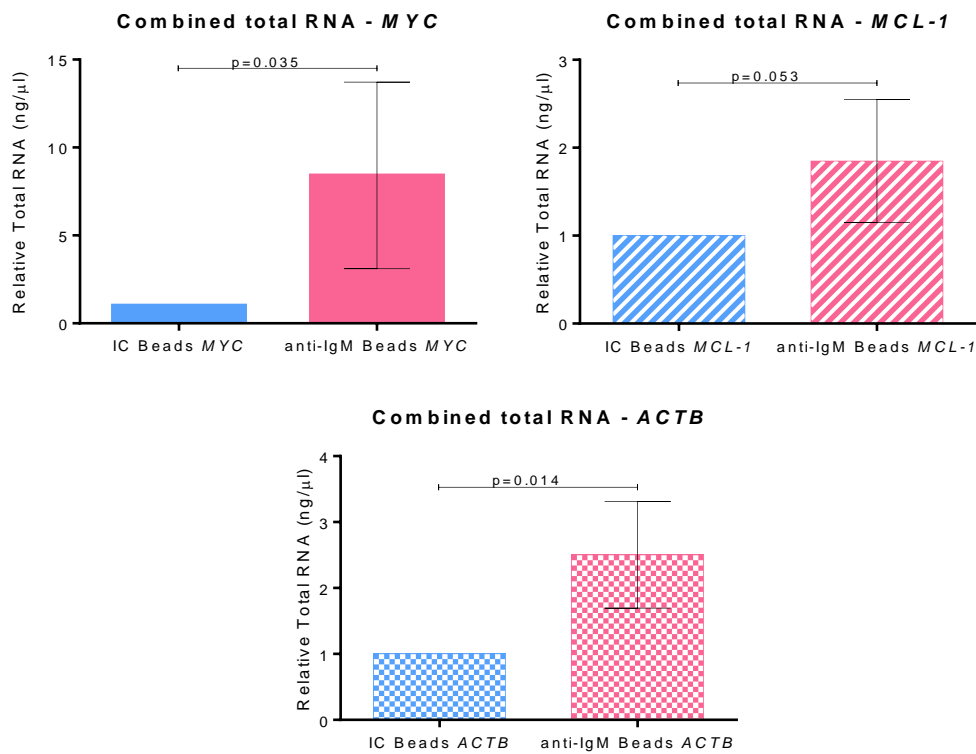 Combined total RNA - MYC
Relative Total RNA (ng/µl)
15
10
5
0
p=0.035
IC Beads MYC
anti-IgM Beads MYC
Combined total RNA - MCL-1
Relative Total RNA (ng/µl)
3
2
1
0
p=0.053
IC Beads MCL-1
anti-IgM Beads MCL-1
Combined total RNA - ACTB
Relative Total RNA (ng/µl)
4
3
2
1
0
p=0.014
IC Beads ACTB
anti-IgM Beads ACTB